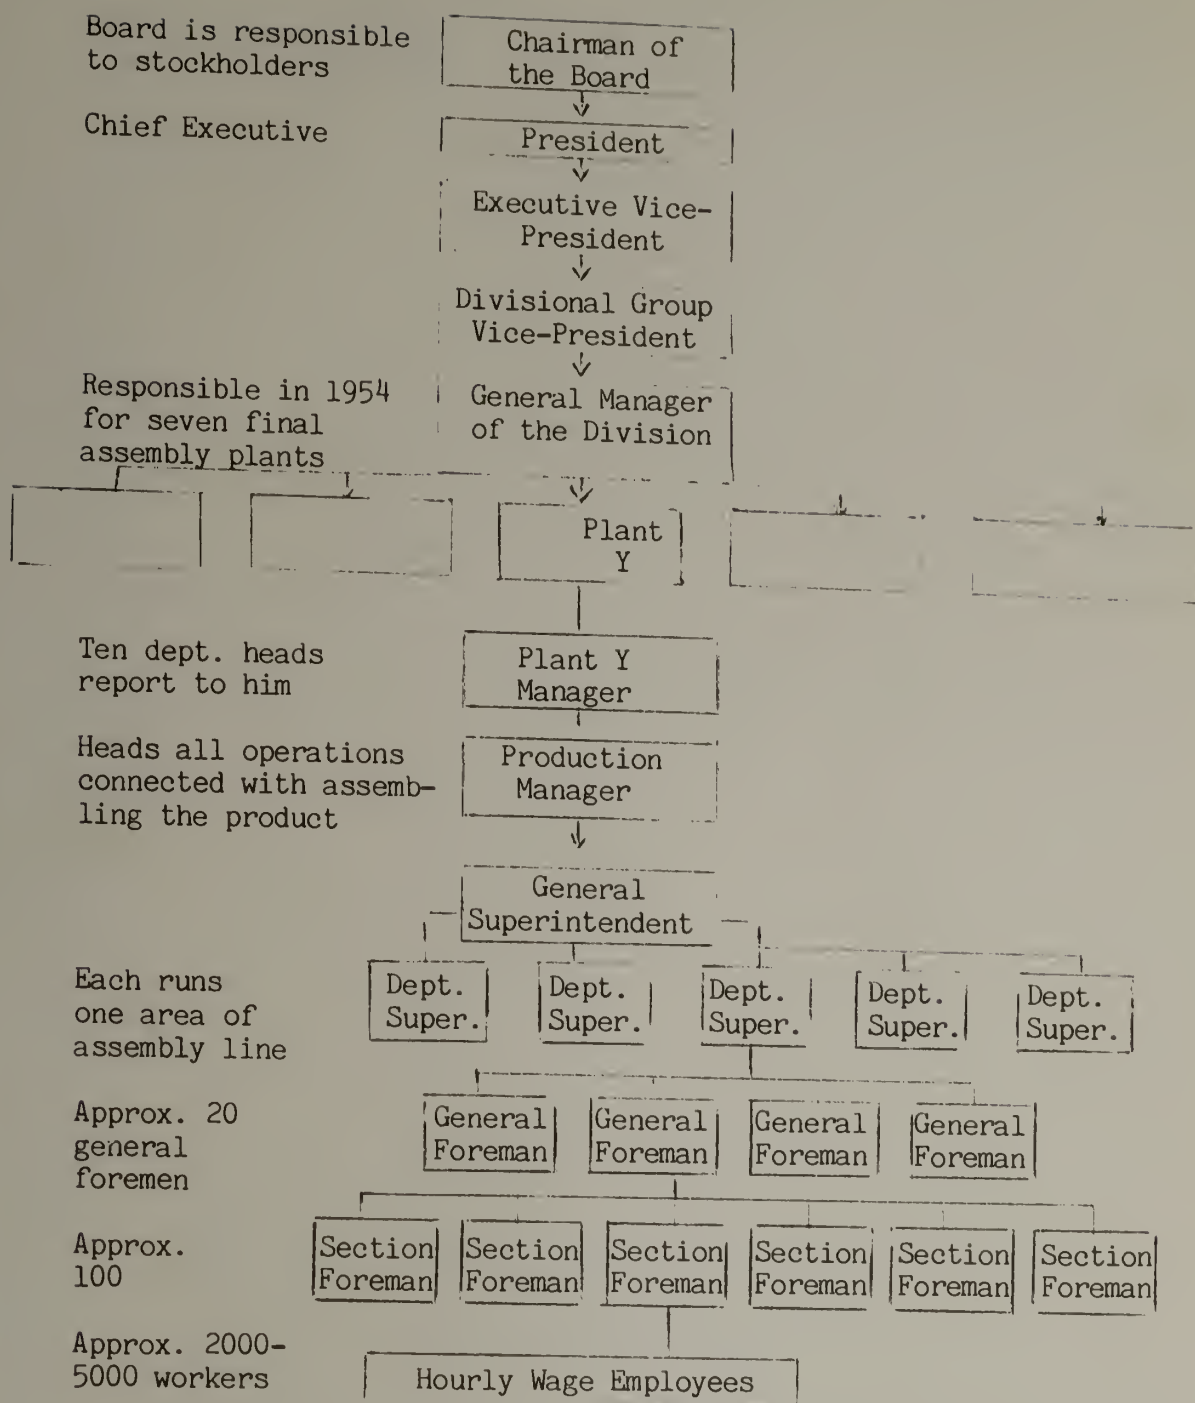 Board is responsible
to stockholders
Chairman of
the Board
Chief Executive
President
Executive Vice-
President
Divisional Group
Vice-President
Responsible in 1954
for seven final
assembly plants
General Manager
of the Division
Plant
Y
Ten dept. heads
report to him
Plant Y
Manager
Heads all operations
connected with assemb-
ling the product
Production
Manager
General
Superintendent
Each runs
one area of
assembly line
Dept.
Super.
Dept.
Super.
Dept.
Super.
Dept.
Super.
Dept.
Super.
Approx. 20
general
foremen
General
Foreman
General
Foreman
General
Foreman
General
Foreman
Approx.
100
Section
Foreman
Section
Foreman
Section
Foreman
Section
Foreman
Section
Foreman
Section
Foreman
Approx. 2000-
5000 workers
Hourly Wage Employees